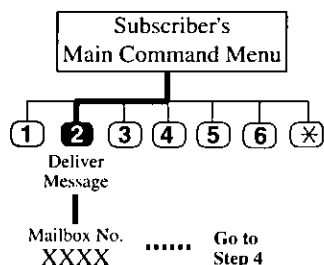 Subscriber's
Main Command Menu
1 2 3 4 5 6 ✳
Deliver
Message
Mailbox No. ...... Go to
XXXX Step 4